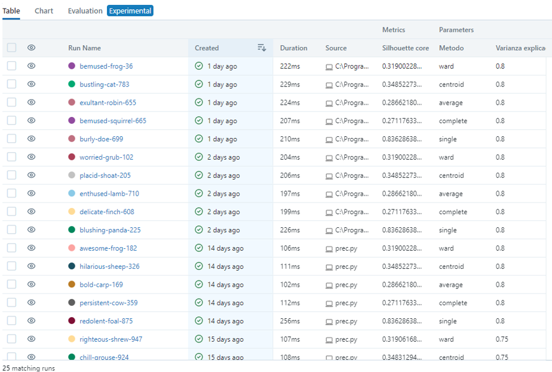 Table Chart Evaluation Experimental
Metrics Parameters
Run Name Created Duration Source Silhouette core Metodo Varianza explica
bemused-frog-36 1 day ago 222ms C:\Progra... 0.31900228... ward 0.8
bustling-cat-783 1 day ago 229ms C:\Progra... 0.34852273... centroid 0.8
exultant-robin-655 1 day ago 224ms C:\Progra... 0.28662180... average 0.8
bemused-squirrel-665 1 day ago 207ms C:\Progra... 0.27117633... complete 0.8
burly-doe-699 1 day ago 210ms C:\Progra... 0.83628638... single 0.8
worried-grub-102 2 days ago 204ms C:\Progra... 0.31900228... ward 0.8
placid-shoat-205 2 days ago 206ms C:\Progra... 0.34852273... centroid 0.8
enthused-lamb-710 2 days ago 197ms C:\Progra... 0.28662180... average 0.8
delicate-finch-608 2 days ago 199ms C:\Progra... 0.27117633... complete 0.8
blushing-panda-225 2 days ago 226ms C:\Progra... 0.83628638... single 0.8
awesome-frog-182 14 days ago 106ms prec.py 0.31900228... ward 0.8
hilarious-sheep-326 14 days ago 111ms prec.py 0.34852273... centroid 0.8
bold-carp-169 14 days ago 102ms prec.py 0.28662180... average 0.8
persistent-cow-359 14 days ago 112ms prec.py 0.27117633... complete 0.8
redolent-foal-875 14 days ago 256ms prec.py 0.83628638... single 0.8
righteous-shrew-947 15 days ago 107ms prec.py 0.31906168... ward 0.75
chill-grouse-924 15 days ago 108ms prec.py 0.34831294... centroid 0.75
25 matching runs